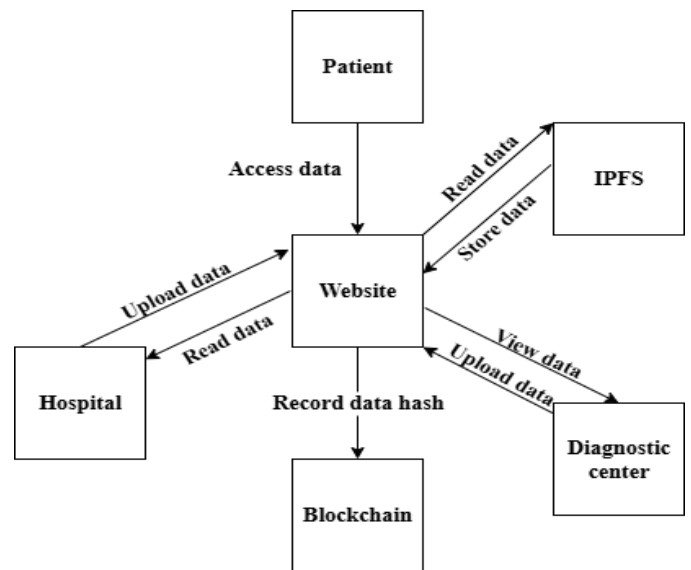 Patient
Access data
Read data
IPFS
Store data
Upload data
Website
Read data
View data
Upload data
Hospital
Record data hash
Diagnostic
center
Blockchain